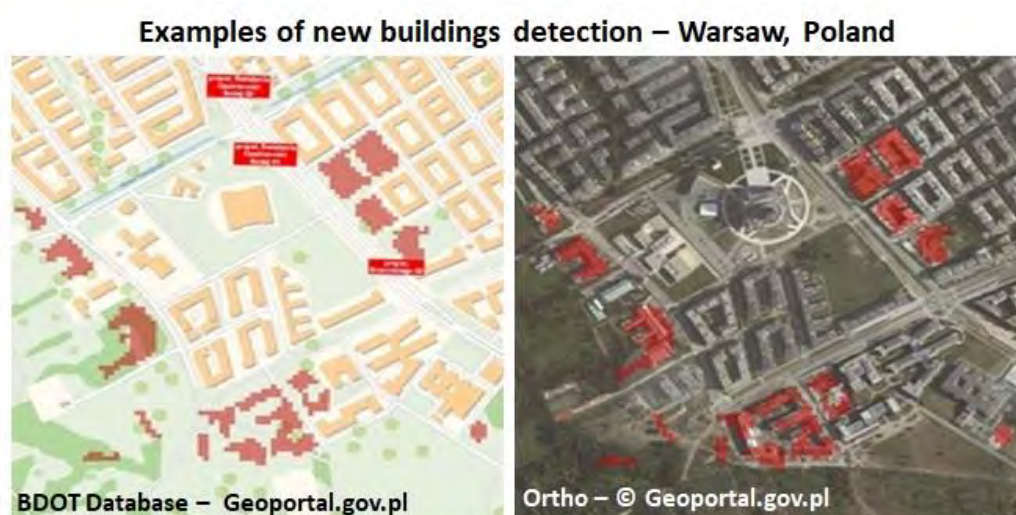 Examples of new buildings detection – Warsaw, Poland
BDOT Database – Geoportal.gov.pl
Ortho – © Geoportal.gov.pl